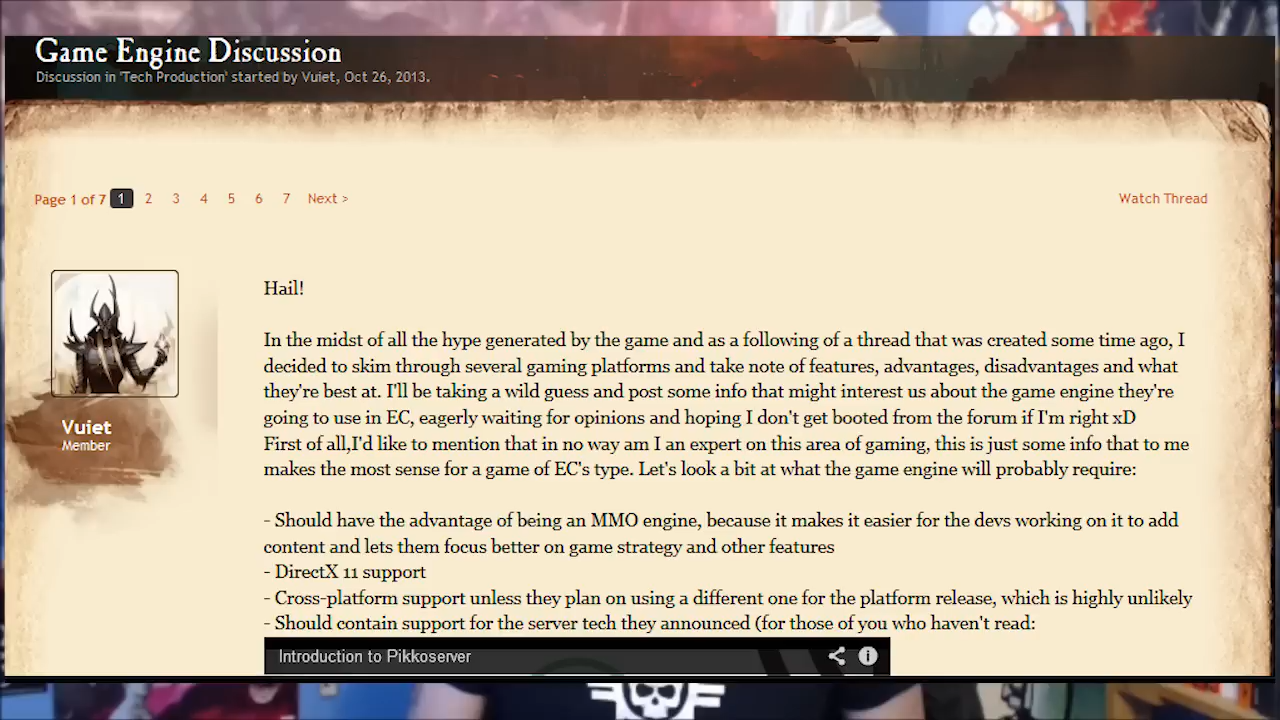 Game Engine Discussion
Discussion in 'Tech Production' started by Vuiet, Oct 26, 2013.
Page 1 of 7 1 2 3 4 5 6 7 Next >
Watch Thread
Vuiet
Member
Hail!
In the midst of all the hype generated by the game and as a following of a thread that was created some time ago, I
decided to skim through several gaming platforms and take note of features, advantages, disadvantages and what
they're best at. I'll be taking a wild guess and post some info that might interest us about the game engine they're
going to use in EC, eagerly waiting for opinions and hoping I don't get booted from the forum if I'm right xD
First of all,I'd like to mention that in no way am I an expert on this area of gaming, this is just some info that to me
makes the most sense for a game of EC's type. Let's look a bit at what the game engine will probably require:
- Should have the advantage of being an MMO engine, because it makes it easier for the devs working on it to add
content and lets them focus better on game strategy and other features
- DirectX 11 support
- Cross-platform support unless they plan on using a different one for the platform release, which is highly unlikely
- Should contain support for the server tech they announced (for those of you who haven't read:
Introduction to Pikkoserver